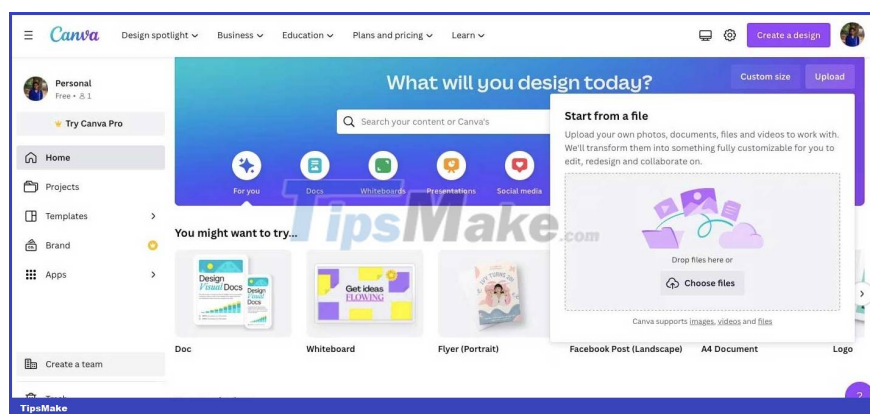 Canva
Design spotlight
Business
Education
Plans and pricing
Learn
Create a design
Personal
Free • 1
Try Canva Pro
Home
Projects
Templates
Brand
Apps
Create a team
What will you design today?
Custom size
Upload
Search your content or Canva's
For you
Docs
Whiteboards
Presentations
Social media
Start from a file
Upload your own photos, documents, files and videos to work with.
We'll transform them into something fully customizable for you to
edit, redesign and collaborate on.
Drop files here or
Choose files
Canva supports images, videos and files
You might want to try...
TipsMake.com
Design
Visual Docs
Design
Visual
Docs
Get ideas
FLOWING
Doc
Whiteboard
Flyer (Portrait)
Facebook Post (Landscape)
A4 Document
Logo
?
TipsMake